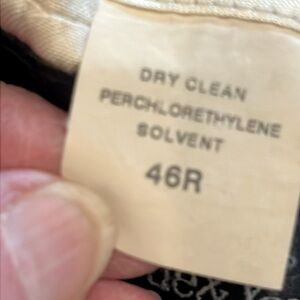 DRY CLEAN
PERCHLORETHYLENE
SOLVENT
46R